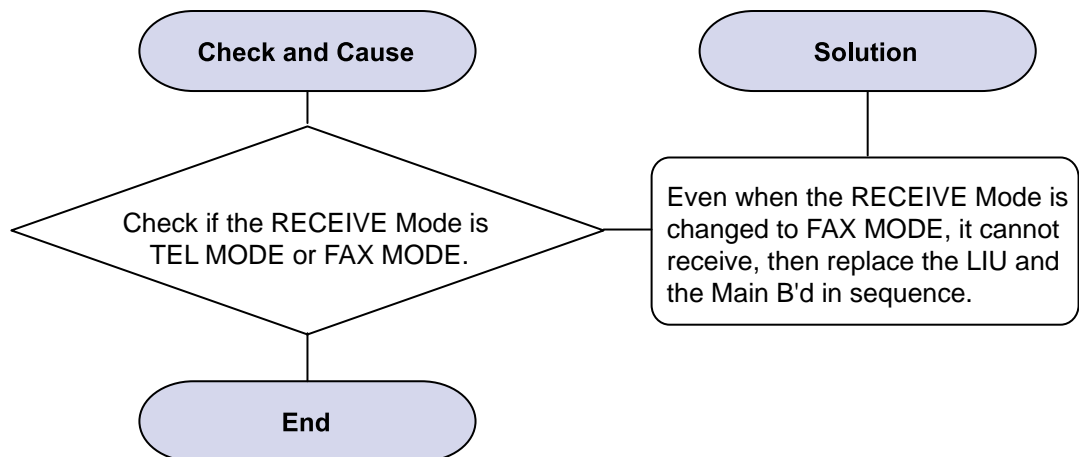 Check and Cause
Solution
Check if the RECEIVE Mode is
TEL MODE or FAX MODE.
Even when the RECEIVE Mode is
changed to FAX MODE, it cannot
receive, then replace the LIU and
the Main B'd in sequence.
End